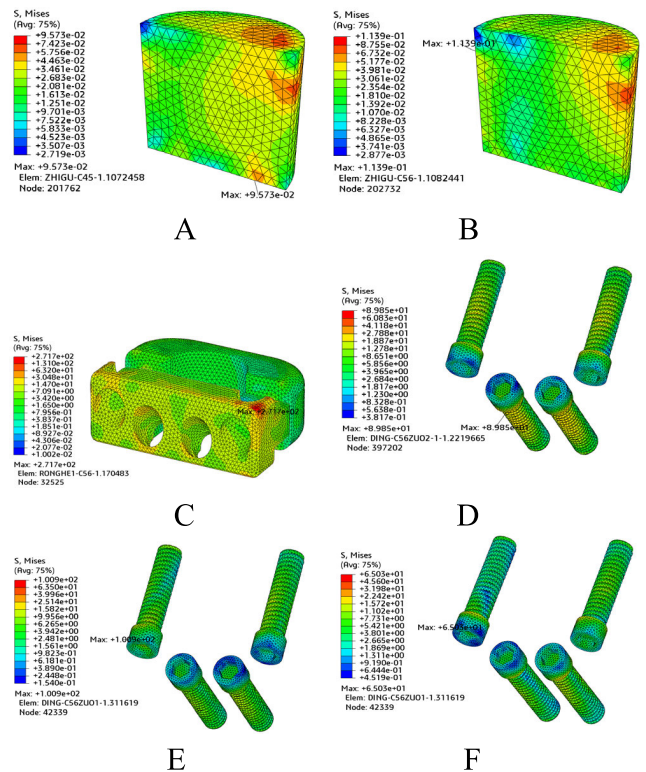 S, Mises
(Avg: 75%)
+9.573e-02
+7.423e-02
+5.756e-02
+4.463e-02
+3.461e-02
+2.683e-02
+2.081e-02
+1.613e-02
+1.251e-02
+9.701e-03
+7.522e-03
+5.833e-03
+4.523e-03
+3.507e-03
+2.719e-03
Max: +9.573e-02
Elem: ZHIGU-C45-1.1072458
Node: 201762
Max: +9.573e-02
A
S, Mises
(Avg: 75%)
+1.139e-01
+8.755e-02
+6.732e-02
+5.177e-02
+3.981e-02
+3.061e-02
+2.354e-02
+1.810e-02
+1.392e-02
+1.070e-02
+8.228e-03
+6.327e-03
+4.865e-03
+3.741e-03
+2.877e-03
Max: +1.139e-01
Elem: ZHIGU-C56-1.1082441
Node: 202732
Max: +1.139e-01
B
S, Mises
(Avg: 75%)
+2.717e+02
+1.310e+02
+6.320e+01
+3.048e+01
+1.470e+01
+7.091e+00
+3.420e+00
+1.650e+00
+7.956e-01
+3.837e-01
+1.851e-01
+8.927e-02
+4.306e-02
+2.077e-02
+1.002e-02
Max: +2.717e+02
Elem: RONGHE1-C56-1.170483
Node: 32525
Max: +2.717e+02
C
S, Mises
(Avg: 75%)
+8.985e+01
+6.083e+01
+4.118e+01
+2.788e+01
+1.887e+01
+1.278e+01
+8.651e+00
+5.856e+00
+3.965e+00
+2.684e+00
+1.817e+00
+1.230e+00
+8.328e-01
+5.638e-01
+3.817e-01
Max: +8.985e+01
Elem: DING-C56ZUO2-1-1.2219665
Node: 397202
Max: +8.985e+01
D
S, Mises
(Avg: 75%)
+1.009e+02
+6.350e+01
+3.996e+01
+2.514e+01
+1.582e+01
+9.956e+00
+6.265e+00
+3.942e+00
+2.481e+00
+1.561e+00
+9.823e-01
+6.181e-01
+3.890e-01
+2.448e-01
+1.540e-01
Max: +1.009e+02
Elem: DING-C56ZUO1-1.311619
Node: 42339
Max: +1.009e+02
E
S, Mises
(Avg: 75%)
+6.503e+01
+4.560e+01
+3.198e+01
+2.242e+01
+1.572e+01
+1.102e+01
+7.731e+00
+5.421e+00
+3.801e+00
+2.665e+00
+1.869e+00
+1.311e+00
+9.190e-01
+6.444e-01
+4.519e-01
Max: +6.503e+01
Elem: DING-C56ZUO1-1.311619
Node: 42339
Max: +6.503e+01
F